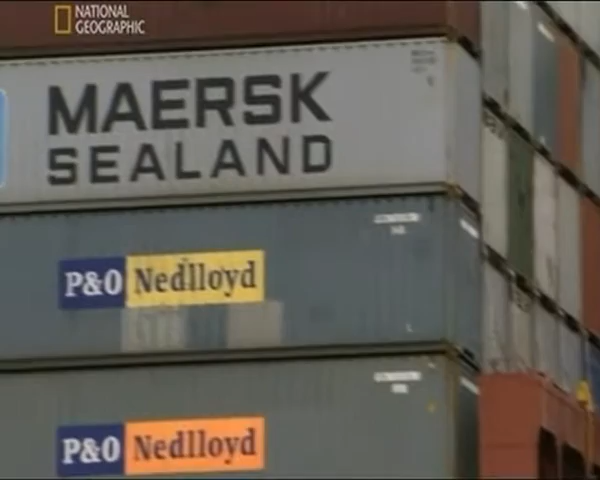 NATIONAL
GEOGRAPHIC
MAERSK
SEALAND
P&O Nedlloyd
P&O Nedlloyd